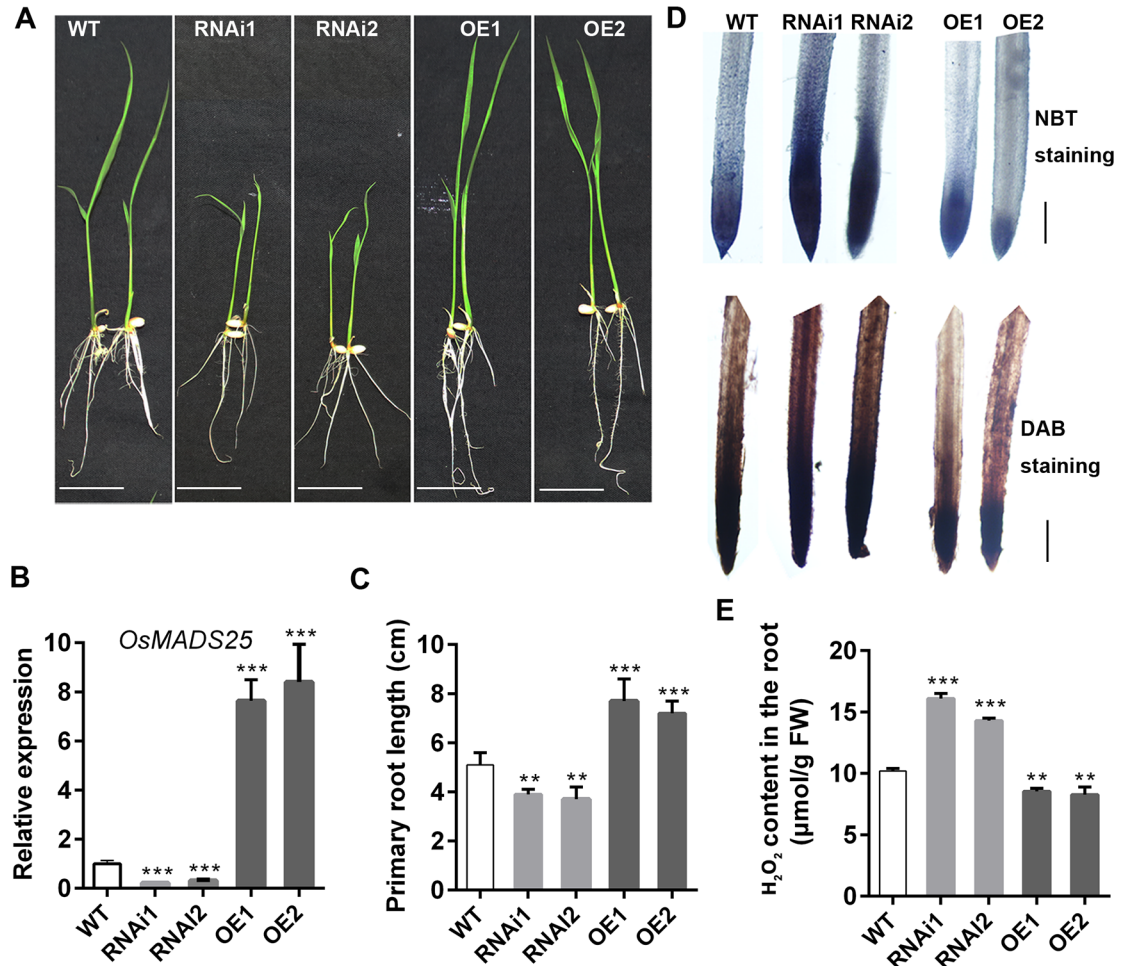 A
WT
RNAi1
RNAi2
OE1
OE2
D
WT
RNAi1
RNAi2
OE1
OE2
NBT
staining
DAB
staining
B
OsMADS25
Relative expression
10
8
6
4
2
0
***
***
***
***
WT
RNAi1
RNAI2
OE1
OE2
C
Primary root length (cm)
10
8
6
4
2
0
**
**
***
***
WT
RNAi1
RNAI2
OE1
OE2
E
H₂O₂ content in the root
(µmol/g FW)
20
15
10
5
0
***
***
**
**
WT
RNAi1
RNAI2
OE1
OE2